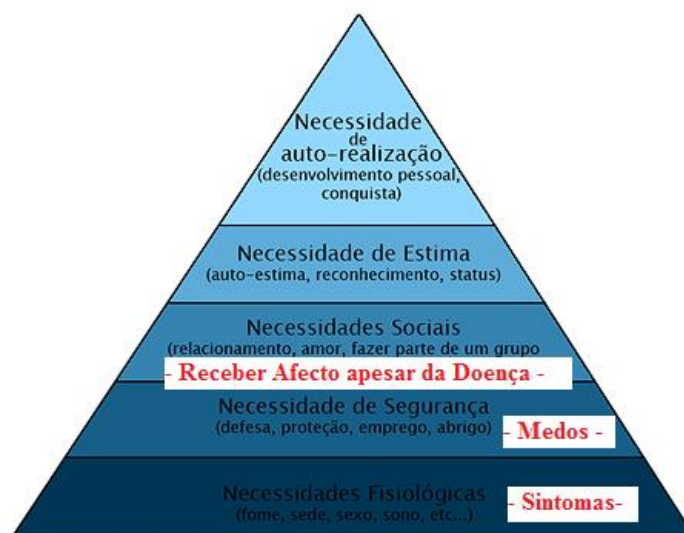 Necessidade
de
auto-realização
(desenvolvimento pessoal,
conquista)
Necessidade de Estima
(auto-estima, reconhecimento, status)
Necessidades Sociais
(relacionamento, amor, fazer parte de um grupo
- Receber Afecto apesar da Doença -
Necessidade de Segurança
(defesa, proteção, emprego, abrigo)
- Medos -
Necessidades Fisiológicas
(fome, sede, sexo, sono, etc...)
- Sintomas-